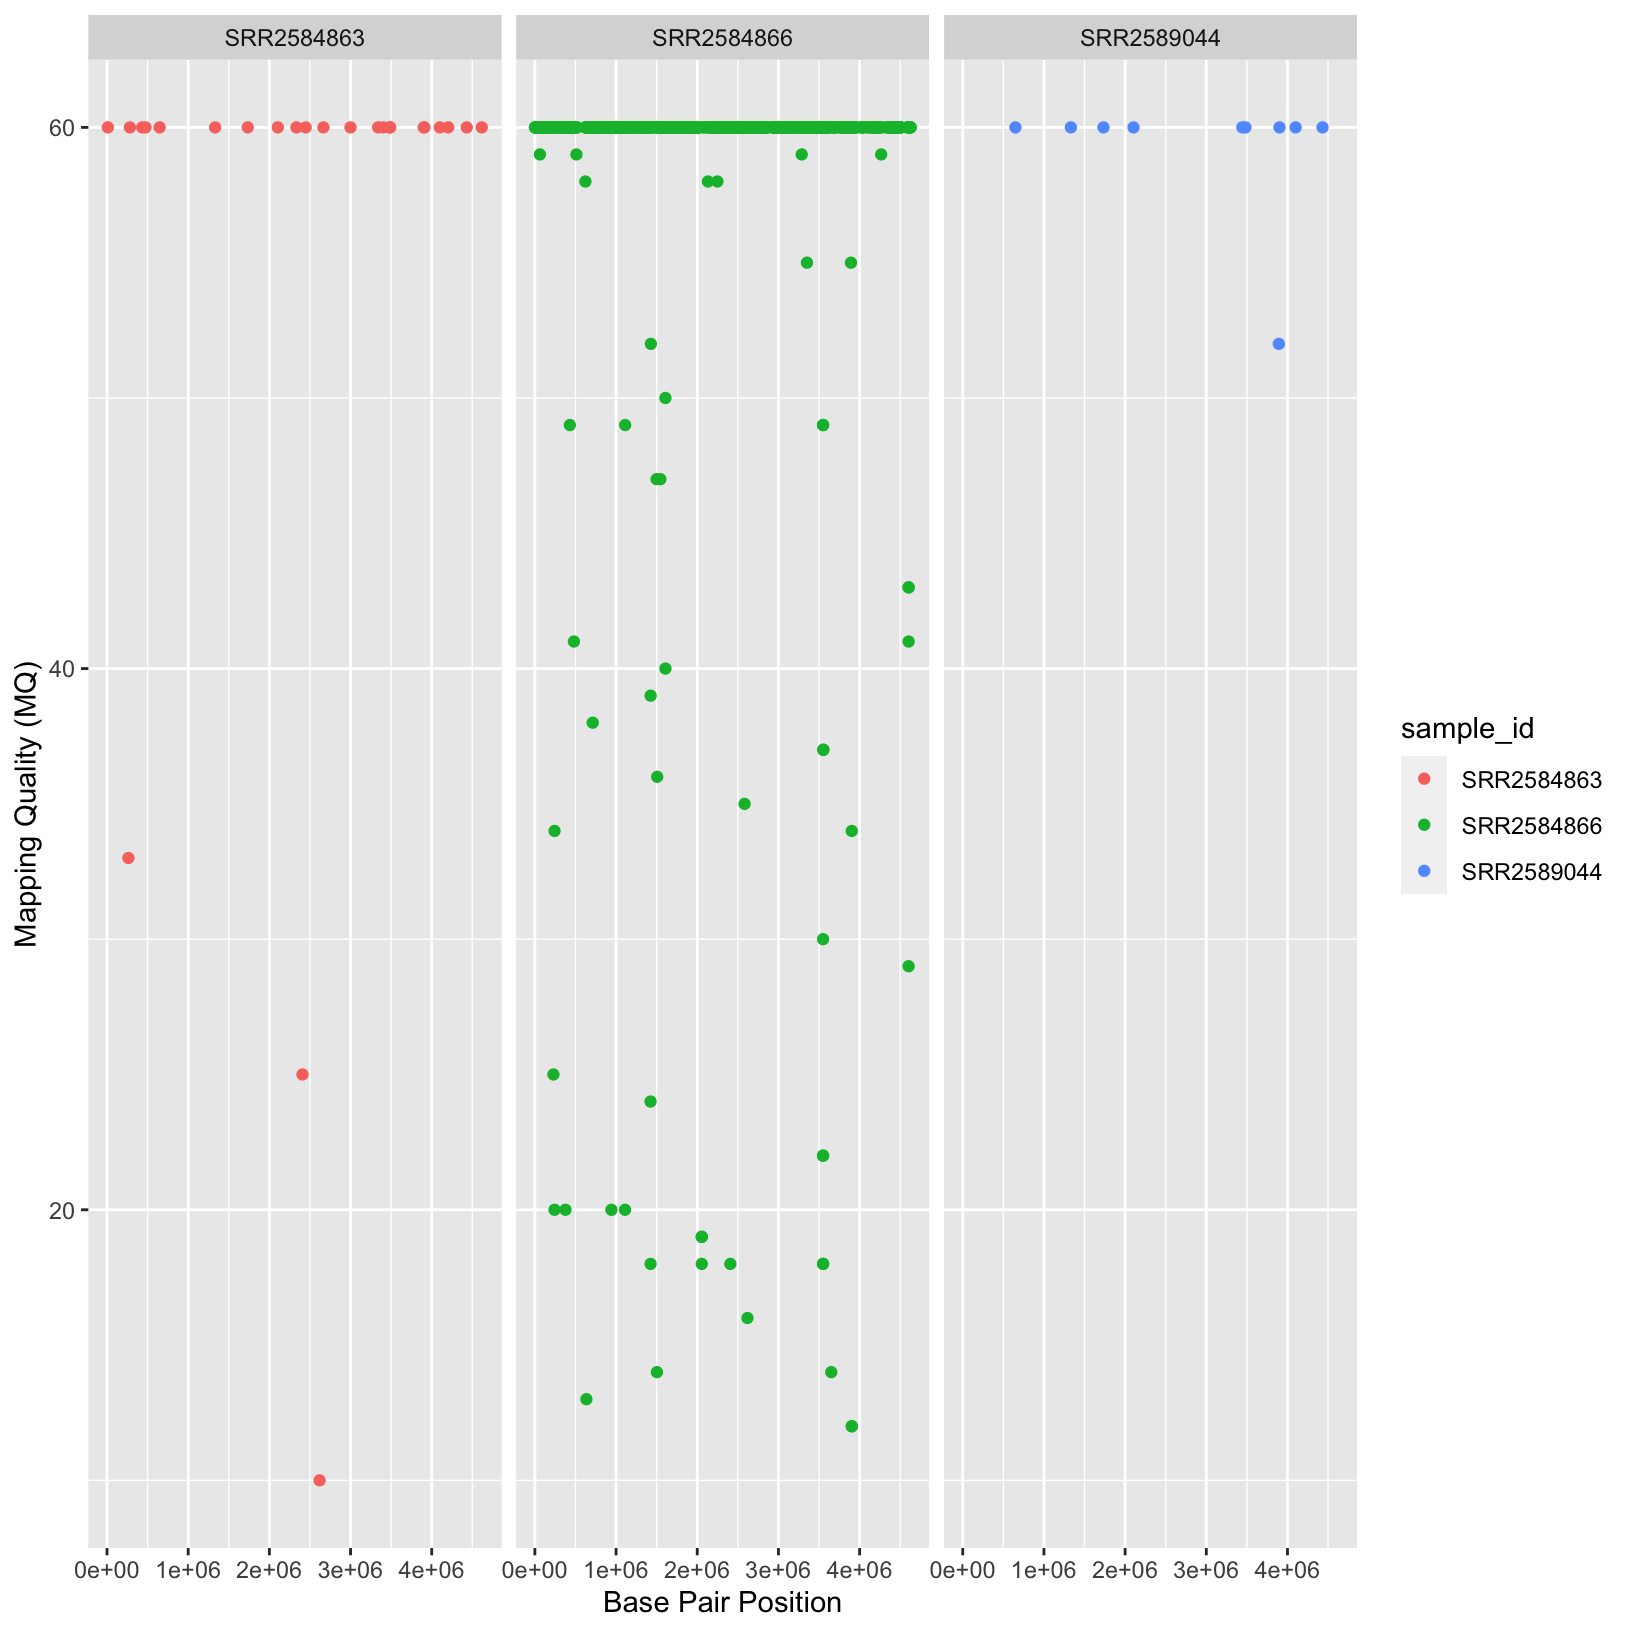 SRR2584863 SRR2584866 SRR2589044
60
40
20
Mapping Quality (MQ)
0e+00 1e+06 2e+06 3e+06 4e+06 0e+00 1e+06 2e+06 3e+06 4e+06 0e+00 1e+06 2e+06 3e+06 4e+06
Base Pair Position
sample_id
SRR2584863
SRR2584866
SRR2589044